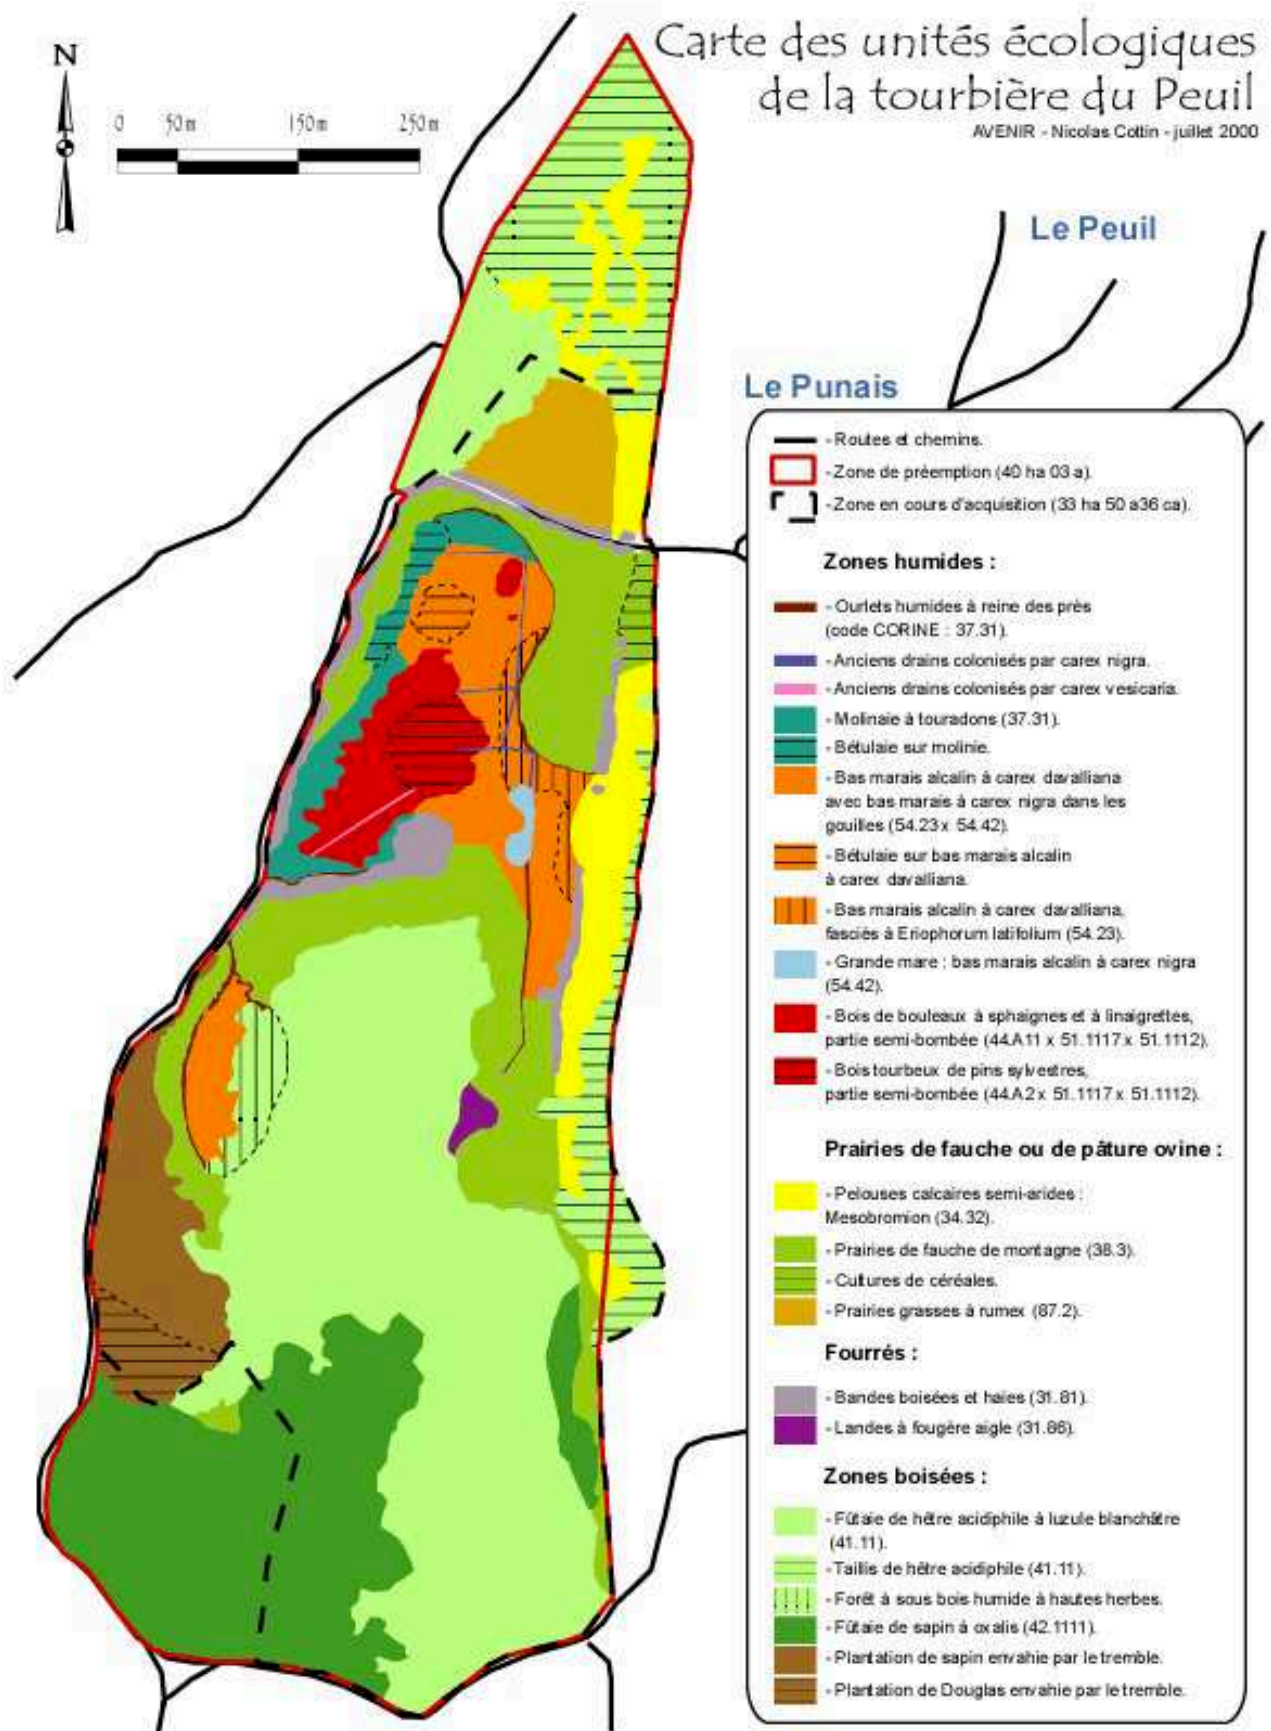 Carte des unités écologiques
de la tourbière du Peuil
AVENIR - Nicolas Cottin - juillet 2000
N
0 50m 150m 250m
Le Peuil
Le Punais
- Routes et chemins.
- Zone de préemption (40 ha 03 a).
- Zone en cours d'acquisition (33 ha 50 a36 ca).
Zones humides :
- Ourlets humides à reine des près
(code CORINE : 37.31).
- Anciens drains colonisés par carex nigra.
- Anciens drains colonisés par carex vesicaria.
- Molinaie à touradons (37.31).
- Bétulaie sur molinie.
- Bas marais alcalin à carex davalliana
avec bas marais à carex nigra dans les
gouilles (54.23 x 54.42).
- Bétulaie sur bas marais alcalin
à carex davalliana.
- Bas marais alcalin à carex davalliana,
fasciés à Eriophorum latifolium (54.23).
- Grande mare : bas marais alcalin à carex nigra
(54.42).
- Bois de bouleaux à sphaignes et à linaigrettes,
partie semi-bombée (44.A11 x 51.1117 x 51.1112).
- Bois tourbeux de pins sylvestres,
partie semi-bombée (44.A2 x 51.1117 x 51.1112).
Prairies de fauche ou de pâture ovine :
- Pelouses calcaires semi-arides :
Mesobromion (34.32).
- Prairies de fauche de montagne (38.3).
- Cultures de céréales.
- Prairies grasses à rumex (87.2).
Fourrés :
- Bandes boisées et haies (31.81).
- Landes à fougère aigle (31.86).
Zones boisées :
- Fûtaie de hêtre acidiphile à luzule blanchâtre
(41.11).
- Taillis de hêtre acidiphile (41.11).
- Forêt à sous bois humide à hautes herbes.
- Fûtaie de sapin à oxalis (42.1111).
- Plantation de sapin envahie par le tremble.
- Plantation de Douglas envahie par le tremble.